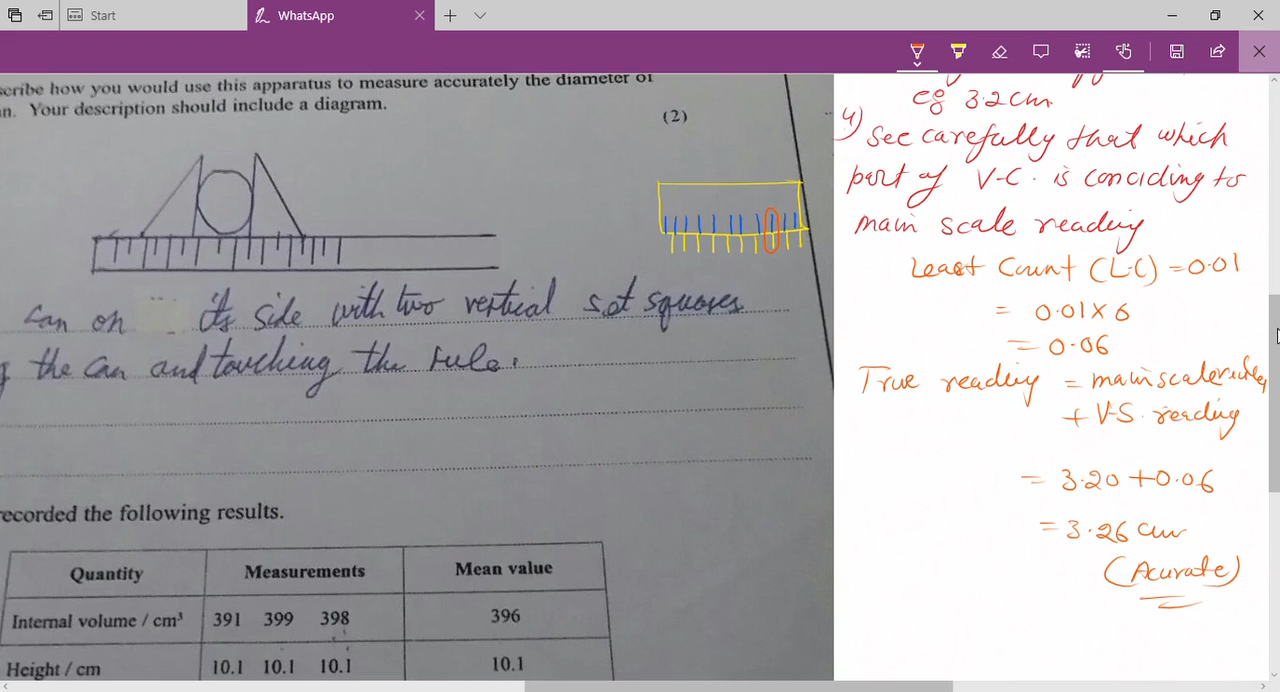 Start
WhatsApp
scribe how you would use this apparatus to measure accurately the diameter of
n. Your description should include a diagram.
(2)
can on its side with two vertical set squares
the can and touching the rule.
recorded the following results.
Quantity Measurements Mean value
Internal volume / cm³ 391 399 398 396
Height / cm 10.1 10.1 10.1 10.1
eg 3.2 cm
4)
See carefully that which
part of V-C. is conciding to
main scale reading
Least Count (L.C) = 0.01
= 0.01 x 6
= 0.06
True reading = main scale reading
+ V.S. reading
= 3.20 + 0.06
= 3.26 cm
(Acurate)